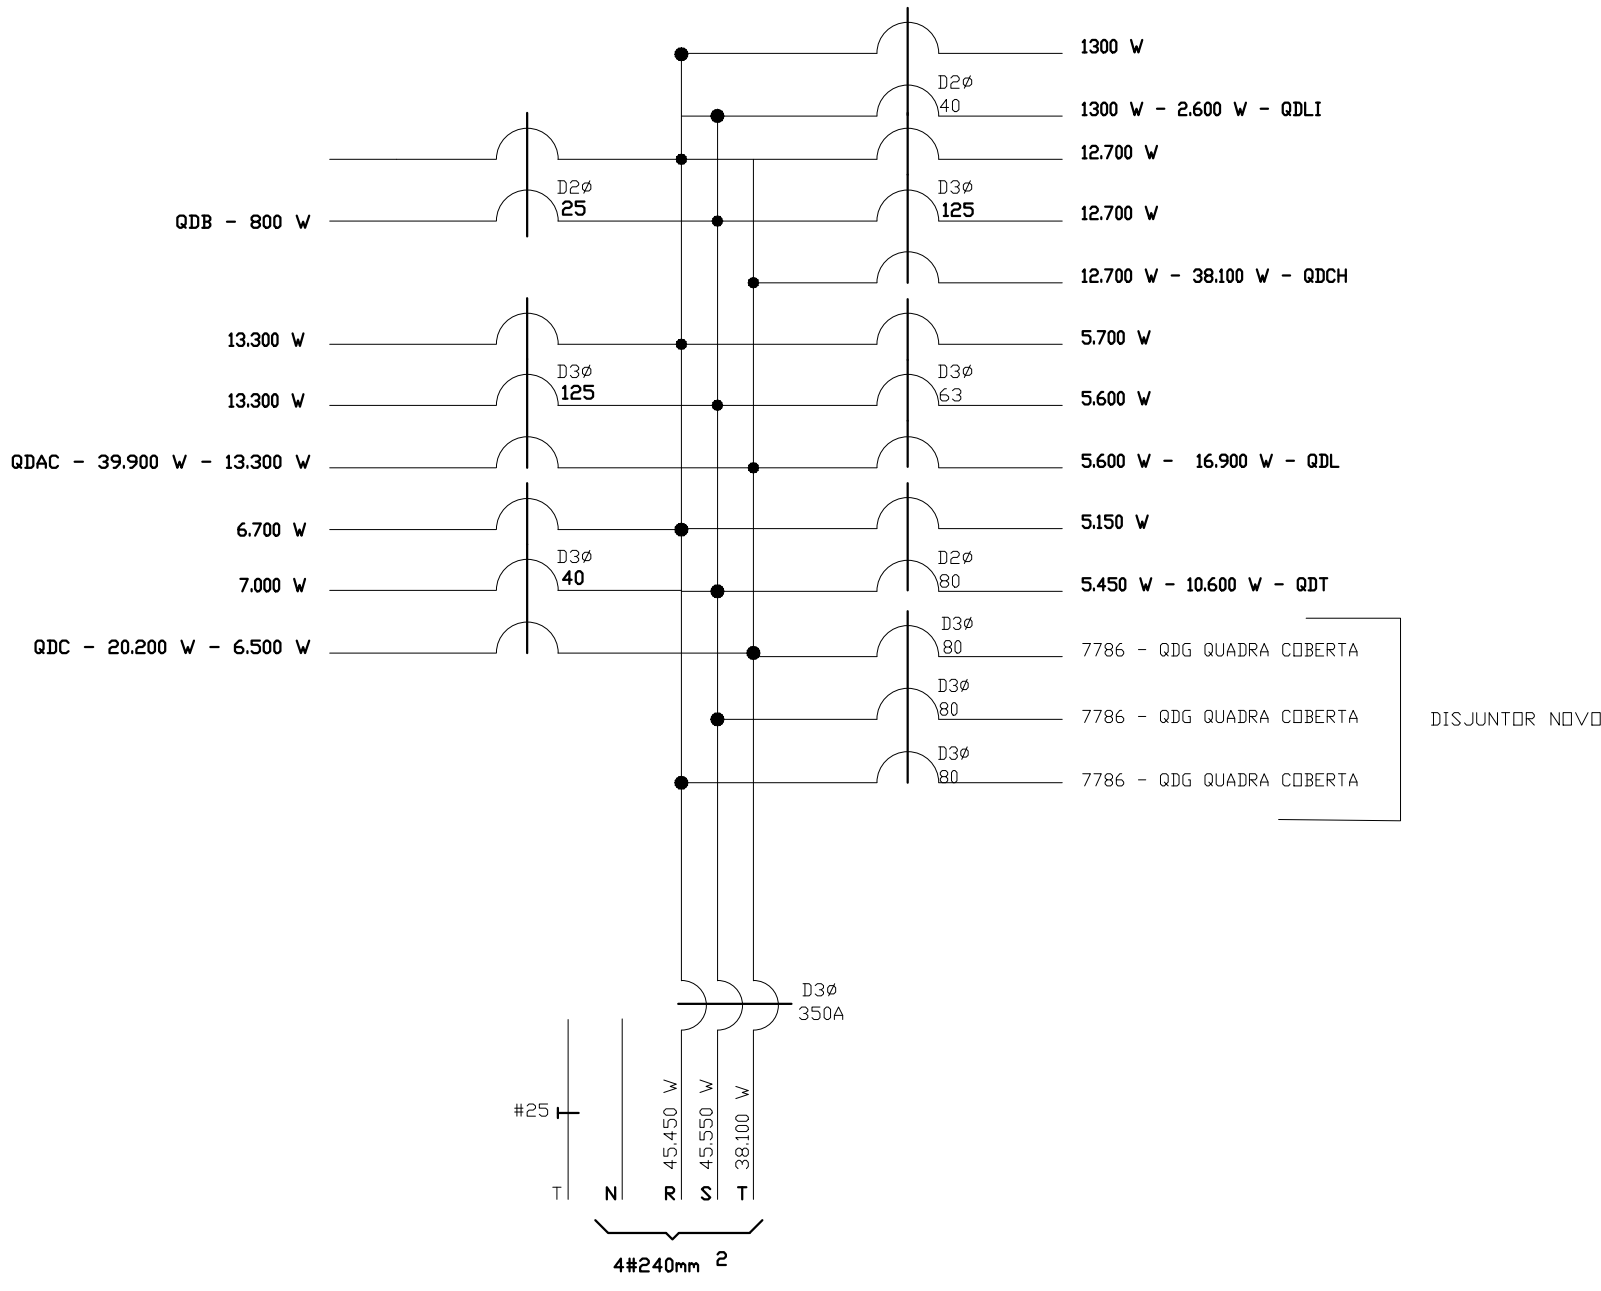 1300 W
D2ø
40
1300 W - 2.600 W - QDLI
12.700 W
D2ø
25
D3ø
125
12.700 W
QDB - 800 W
12.700 W - 38.100 W - QDCH
13.300 W
5.700 W
D3ø
125
D3ø
63
13.300 W
5.600 W
QDAC - 39.900 W - 13.300 W
5.600 W - 16.900 W - QDL
6.700 W
5.150 W
D3ø
40
D2ø
80
7.000 W
5.450 W - 10.600 W - QDT
D3ø
80
QDC - 20.200 W - 6.500 W
7786 - QDG QUADRA COBERTA
D3ø
80
7786 - QDG QUADRA COBERTA
DISJUNTOR NOVO
D3ø
80
7786 - QDG QUADRA COBERTA
D3ø
350A
45.450 W
45.550 W
38.100 W
#25
T N R S T
4#240mm 2